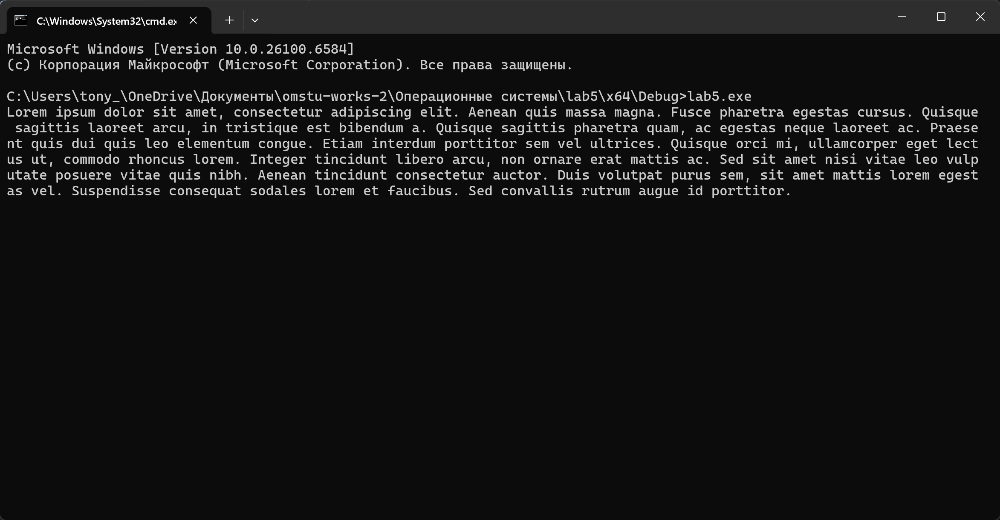 C:\Windows\System32\cmd.ex
Microsoft Windows [Version 10.0.26100.6584]
(c) Корпорация Майкрософт (Microsoft Corporation). Все права защищены.
C:\Users\tony_\OneDrive\Документы\omstu-works-2\Операционные системы\lab5\x64\Debug>lab5.exe
Lorem ipsum dolor sit amet, consectetur adipiscing elit. Aenean quis massa magna. Fusce pharetra egestas cursus. Quisque
 sagittis laoreet arcu, in tristique est bibendum a. Quisque sagittis pharetra quam, ac egestas neque laoreet ac. Praese
nt quis dui quis leo elementum congue. Etiam interdum porttitor sem vel ultrices. Quisque orci mi, ullamcorper eget lect
us ut, commodo rhoncus lorem. Integer tincidunt libero arcu, non ornare erat mattis ac. Sed sit amet nisi vitae leo vulp
utate posuere vitae quis nibh. Aenean tincidunt consectetur auctor. Duis volutpat purus sem, sit amet mattis lorem egest
as vel. Suspendisse consequat sodales lorem et faucibus. Sed convallis rutrum augue id porttitor.